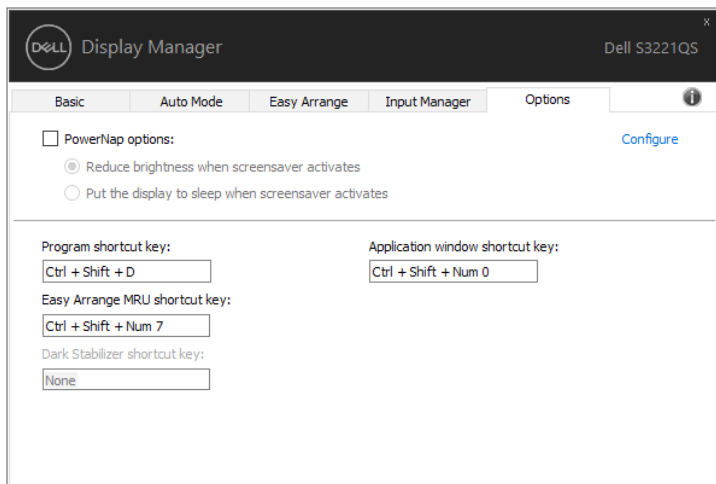 x
DELL Display Manager Dell S3221QS
Basic Auto Mode Easy Arrange Input Manager Options i
PowerNap options: Configure
Reduce brightness when screensaver activates
Put the display to sleep when screensaver activates
Program shortcut key: Application window shortcut key:
Ctrl + Shift + D Ctrl + Shift + Num 0
Easy Arrange MRU shortcut key:
Ctrl + Shift + Num 7
Dark Stabilizer shortcut key:
None